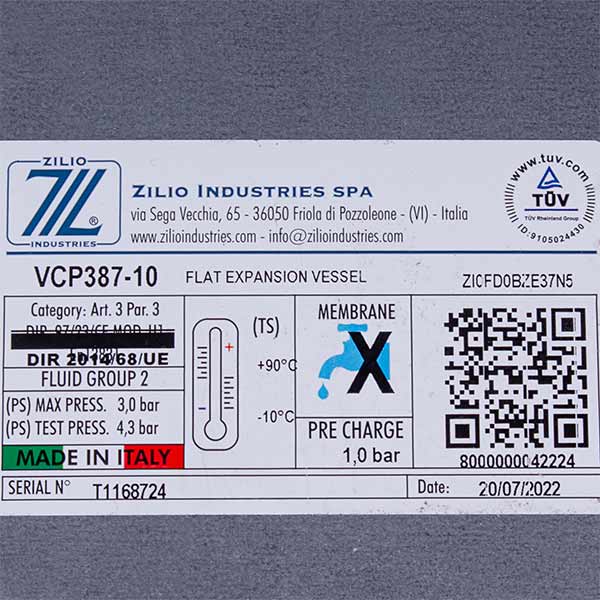 ZILIO
INDUSTRIES
®
ZILIO INDUSTRIES SPA
via Sega Vecchia, 65 - 36050 Friola di Pozzoleone - (VI) - Italia
www.zilioindustries.com - info@zilioindustries.com
www.tuv.com
TÜV
TÜV Rheinland Group
ID:9105024430
VCP387-10 FLAT EXPANSION VESSEL ZICFD0BZE37N5
Category: Art. 3 Par. 3
DIR 2014/68/UE
FLUID GROUP 2
(PS) MAX PRESS. 3,0 bar
(PS) TEST PRESS. 4,3 bar
MADE IN ITALY
(TS)
+
+90°C
-
-10°C
MEMBRANE
X
PRE CHARGE
1,0 bar
8000000042224
SERIAL N° T1168724
Date: 20/07/2022